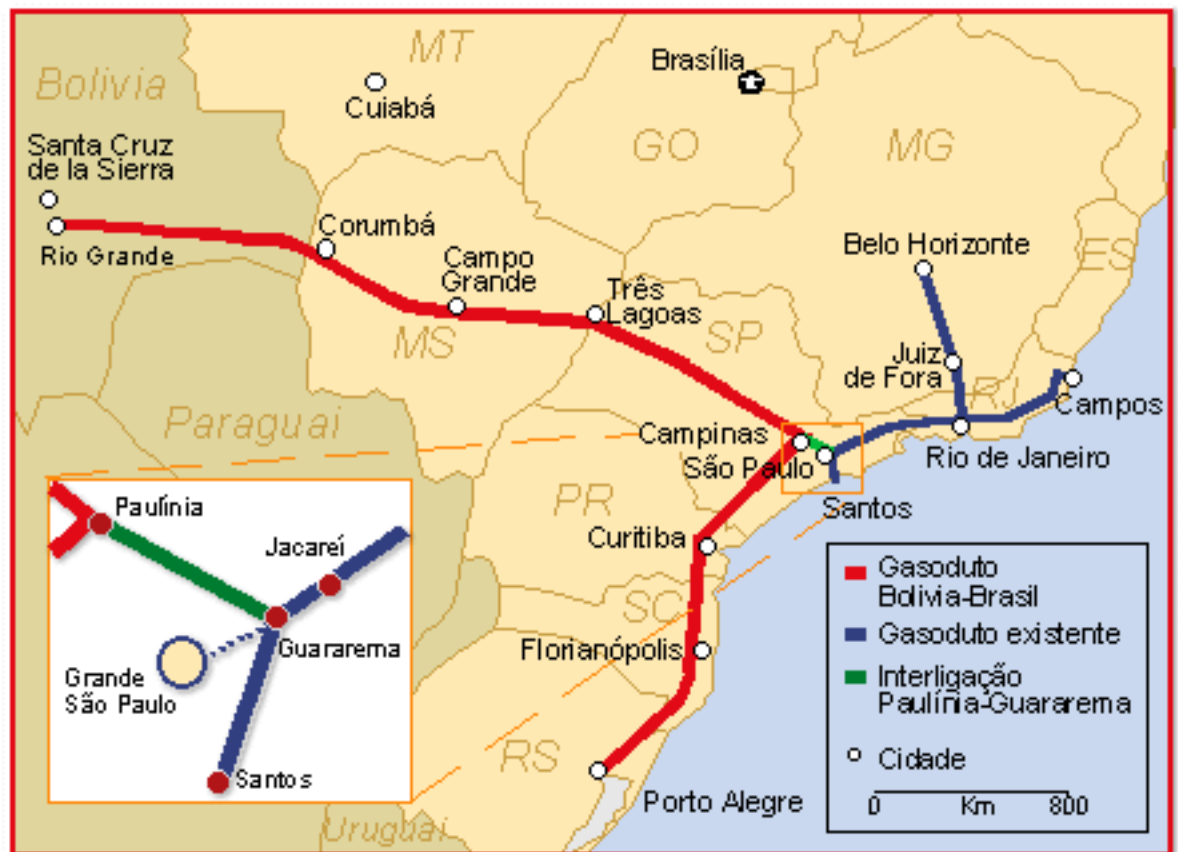 MT
Brasília
Bolivia
Cuiabá
GO
MG
Santa Cruz
de la Sierra
Corumbá
Rio Grande
Campo
Grande
Belo Horizonte
ES
Três
Lagoas
MS
SP
Juiz
de Fora
RJ
Campos
Paraguai
Campinas
São Paulo
Rio de Janeiro
Santos
PR
Curitiba
SC
Florianópolis
RS
Porto Alegre
Uruguai
Paulínia
Jacareí
Guararema
Grande
São Paulo
Santos
Gasoduto
Bolivia-Brasil
Gasoduto existente
Interligação
Paulínia-Guararema
Cidade
0 Km 800